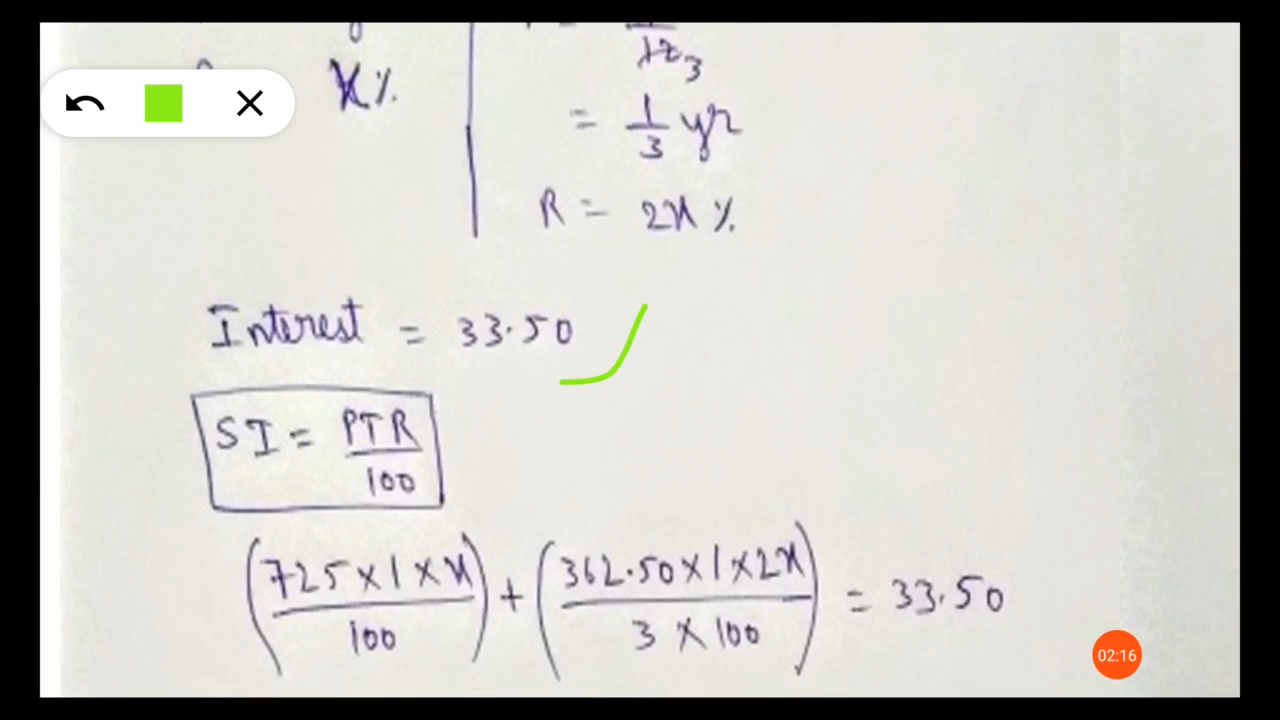 x%
= 1/3 yr
R = 2x %
Interest = 33.50
SI = PTR/100
(725 × 1 × x / 100) + (362.50 × 1 × 2x / 3 × 100) = 33.50
02:16